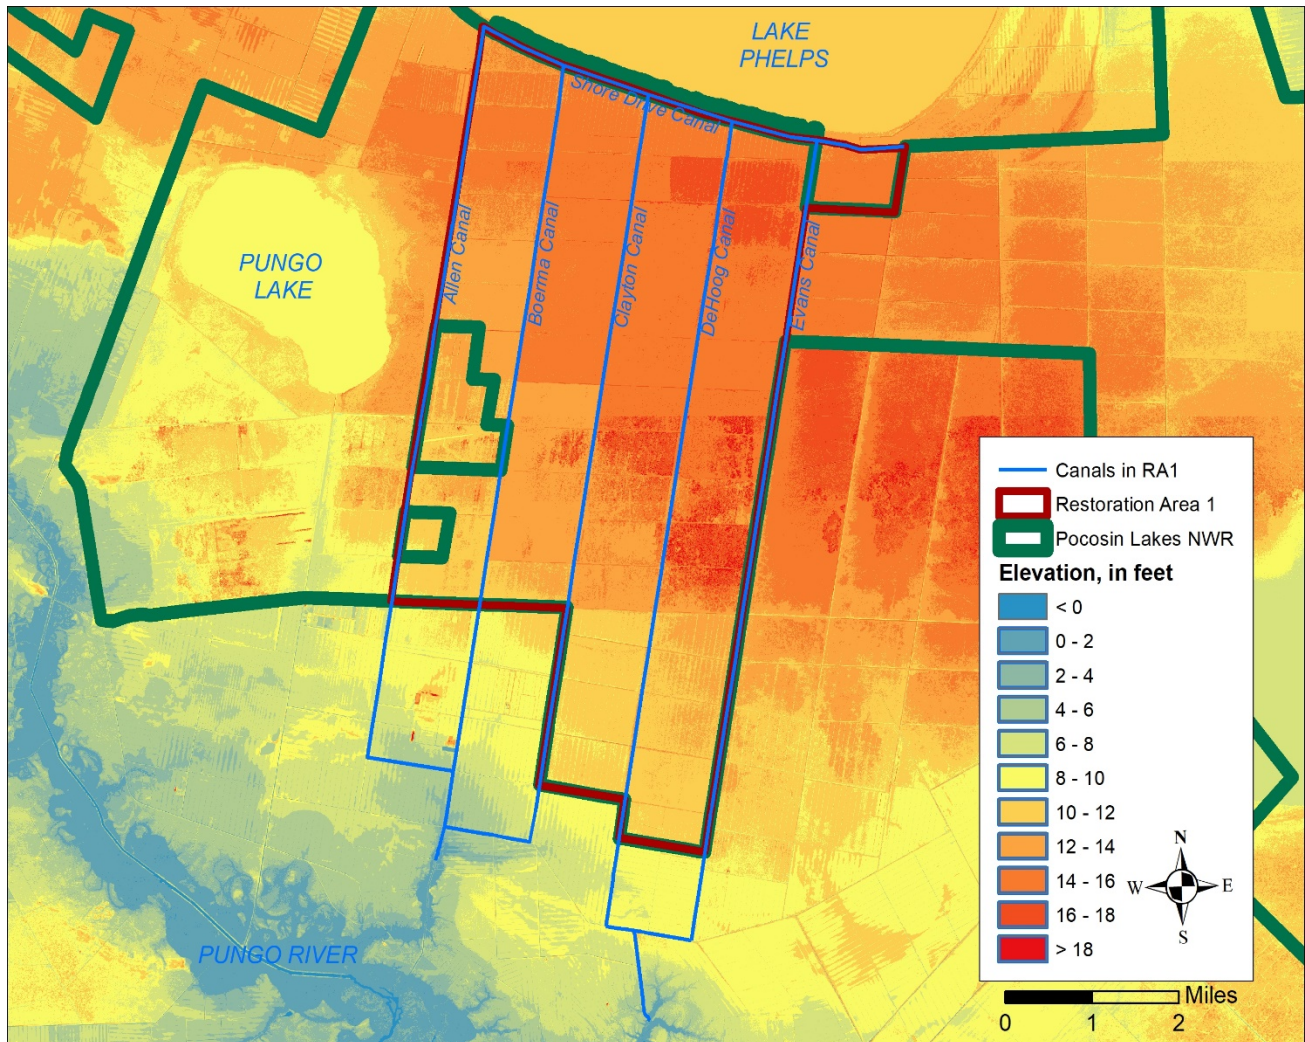 LAKE
PHELPS
Shore Drive Canal
PUNGO
LAKE
Allen Canal
Boerma Canal
Clayton Canal
DeHoog Canal
Evans Canal
Canals in RA1
Restoration Area 1
Pocosin Lakes NWR
Elevation, in feet
< 0
0 - 2
2 - 4
4 - 6
6 - 8
8 - 10
10 - 12
12 - 14
14 - 16
16 - 18
> 18
N
W
E
S
PUNGO RIVER
Miles
0 1 2